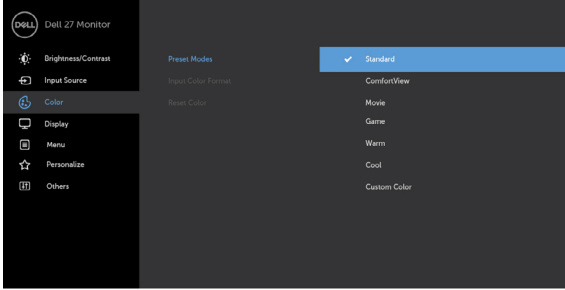 DELL Dell 27 Monitor
Brightness/Contrast Preset Modes Standard
Input Source Input Color Format ComfortView
Color Reset Color Movie
Display Game
Menu Warm
Personalize Cool
Others Custom Color